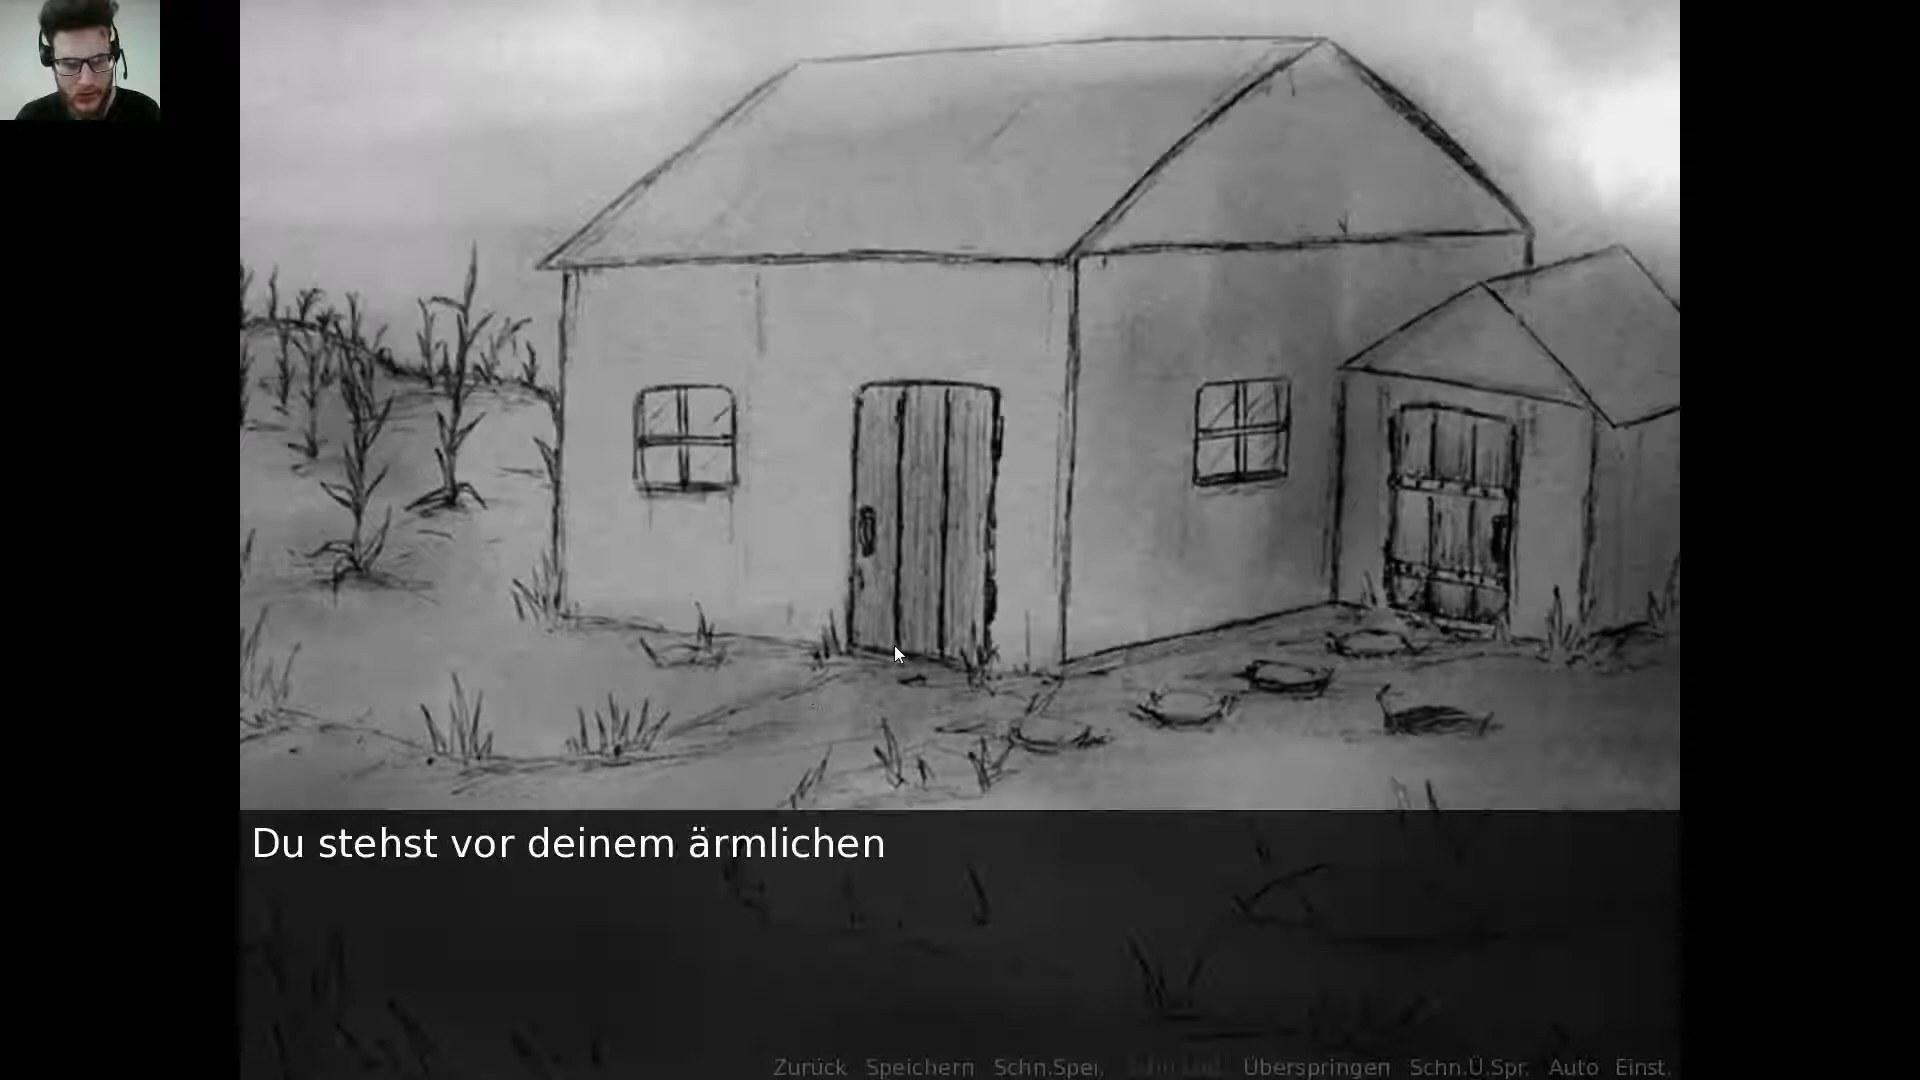 Du stehst vor deinem ärmlichen
Zurück Speichern Schn.Spei. Überspringen Schn.Ü.Spr. Auto Einst.